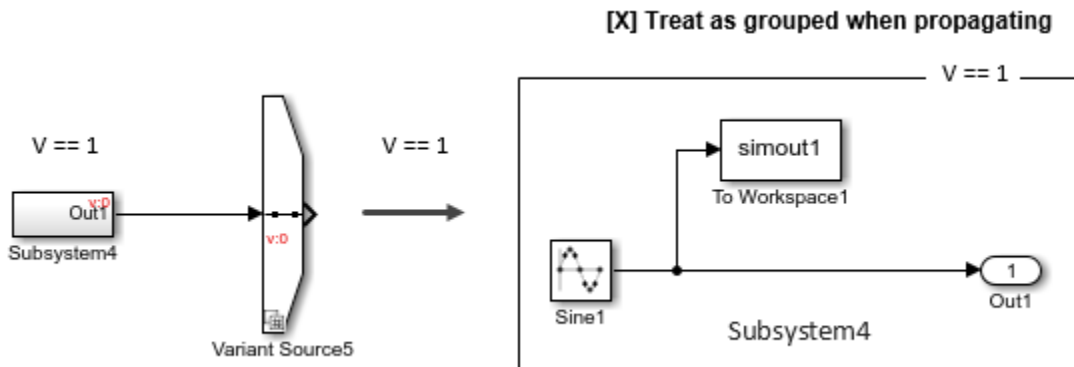 [X] Treat as grouped when propagating
V == 1
V == 1
V == 1
simout1
To Workspace1
v:0
Out1
Subsystem4
v:0
1
Out1
Sine1
Subsystem4
Variant Source5